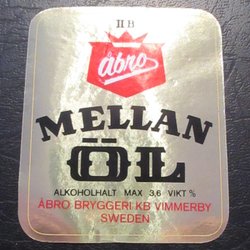 II B
åbro
MELLAN
ÖL
ALKOHOLHALT MAX 3,6 VIKT %
ÅBRO BRYGGERI KB VIMMERBY
SWEDEN